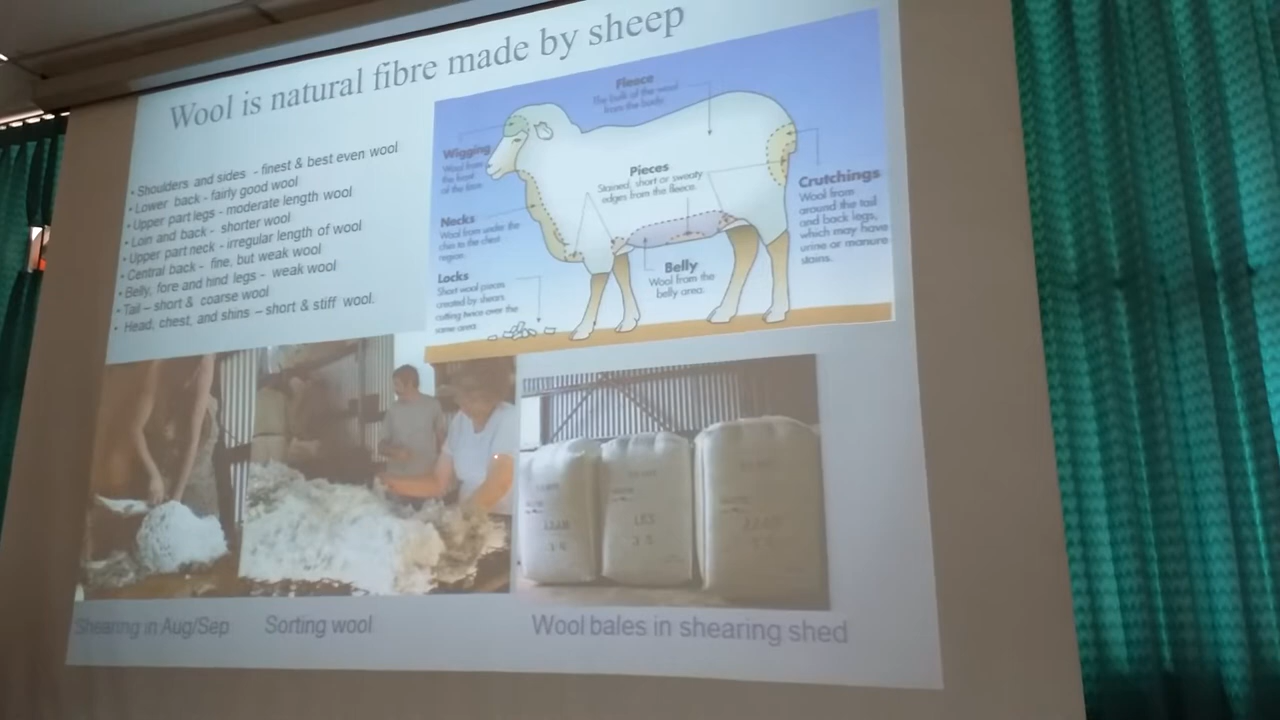 Wool is natural fibre made by sheep
• Shoulders and sides - finest & best even wool
• Lower back - fairly good wool
• Upper part legs - moderate length wool
• Loin and back - shorter wool
• Upper part neck - irregular length of wool
• Central back - fine, but weak wool
• Belly, fore and hind legs - weak wool
• Tail – short & coarse wool
• Head, chest, and shins – short & stiff wool.
Fleece
The bulk of the wool
from the body.
Wigging
Wool from
Necks
Wool from under the
chin to the chest
region.
Locks
Short wool pieces
created by shears
cutting twice over the
same area.
Pieces
Stained, short or sweaty
edges from the fleece.
Belly
Wool from the
belly area.
Crutchings
Wool from
around the tail
and back legs,
which may have
urine or manure
stains.
Shearing in Aug/Sep
Sorting wool
Wool bales in shearing shed